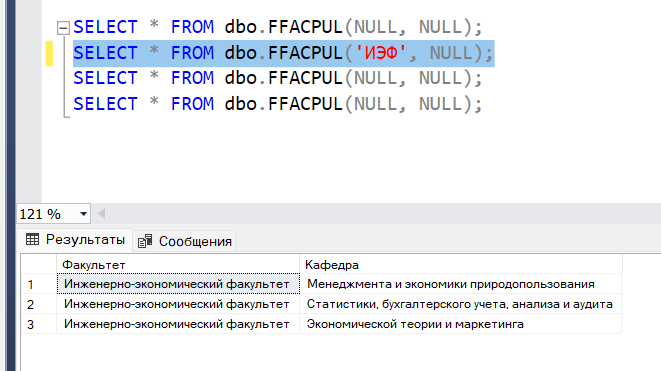 SELECT * FROM dbo.FFACPUL(NULL, NULL);
SELECT * FROM dbo.FFACPUL('ИЭФ', NULL);
SELECT * FROM dbo.FFACPUL(NULL, NULL);
SELECT * FROM dbo.FFACPUL(NULL, NULL);
121 %
Результаты Сообщения
Факультет Кафедра
1 Инженерно-экономический факультет Менеджмента и экономики природопользования
2 Инженерно-экономический факультет Статистики, бухгалтерского учета, анализа и аудита
3 Инженерно-экономический факультет Экономической теории и маркетинга